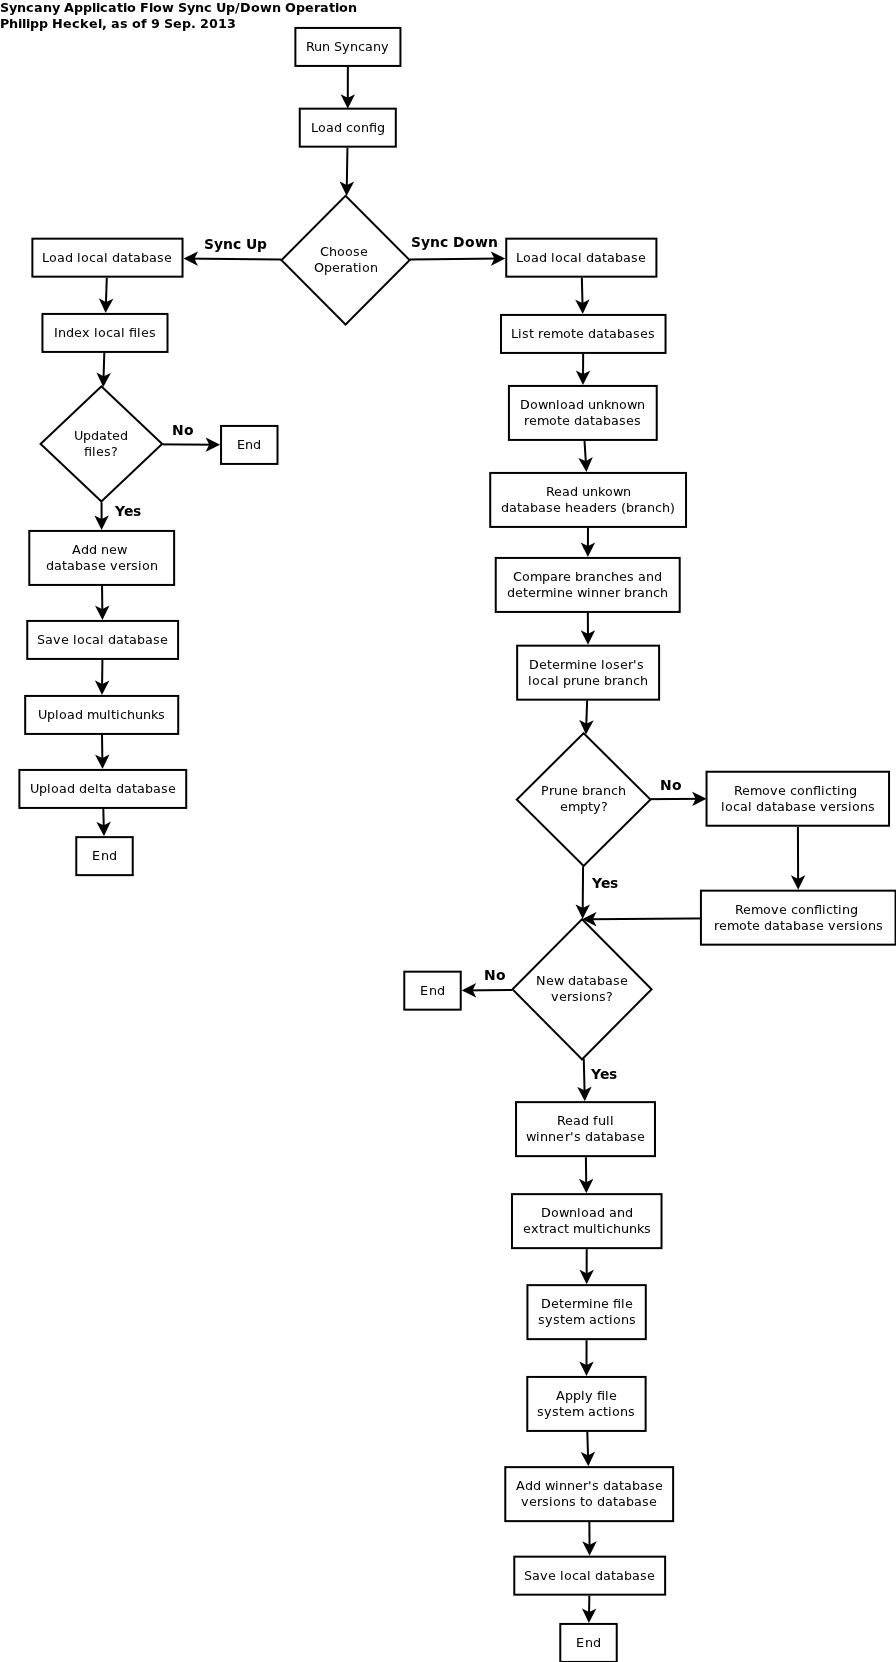 Syncany Applicatio Flow Sync Up/Down Operation
Philipp Heckel, as of 9 Sep. 2013
Run Syncany
Load config
Choose
Operation
Sync Up
Sync Down
Load local database
Index local files
Updated
files?
No
End
Yes
Add new
database version
Save local database
Upload multichunks
Upload delta database
End
Load local database
List remote databases
Download unknown
remote databases
Read unkown
database headers (branch)
Compare branches and
determine winner branch
Determine loser's
local prune branch
Prune branch
empty?
No
Remove conflicting
local database versions
Remove conflicting
remote database versions
Yes
New database
versions?
No
End
Yes
Read full
winner's database
Download and
extract multichunks
Determine file
system actions
Apply file
system actions
Add winner's database
versions to database
Save local database
End